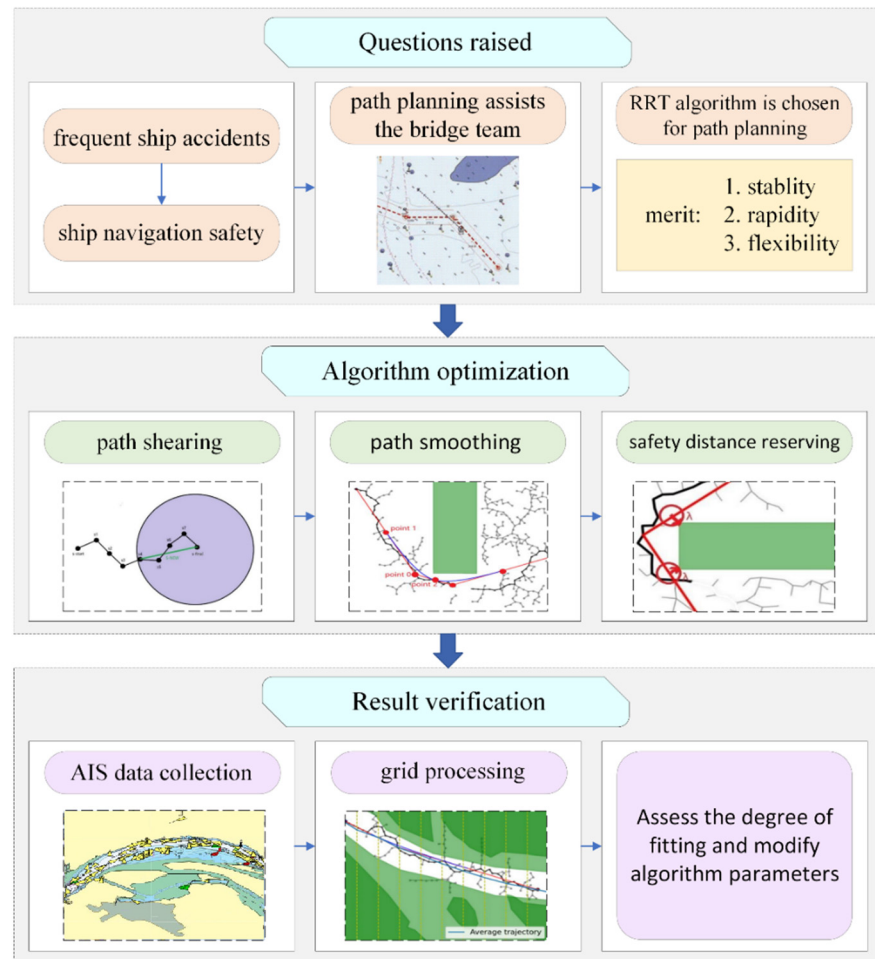 Questions raised
frequent ship accidents
ship navigation safety
path planning assists
the bridge team
RRT algorithm is chosen
for path planning
merit:
1. stablity
2. rapidity
3. flexibility
Algorithm optimization
path shearing
path smoothing
safety distance reserving
point 1
point 0
point 2
λ
λ
Result verification
AIS data collection
grid processing
Average trajectory
Assess the degree of
fitting and modify
algorithm parameters